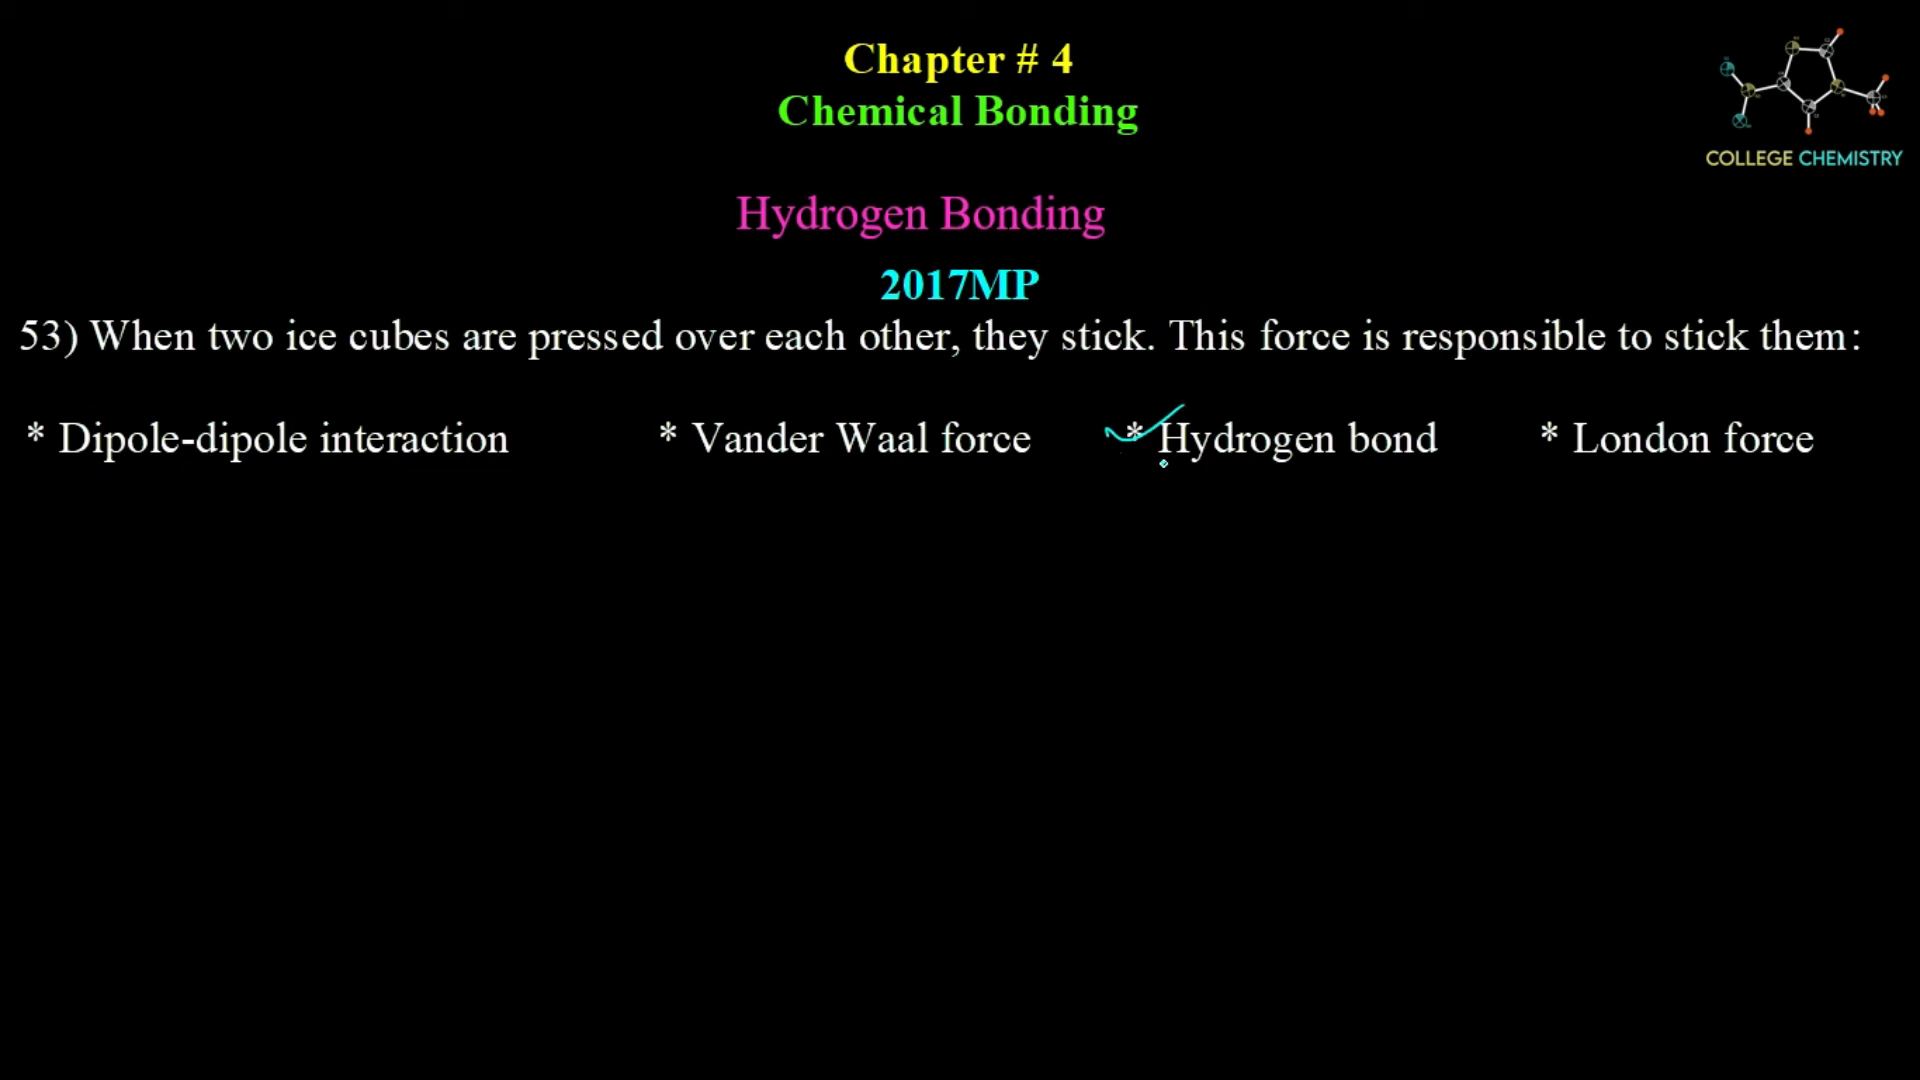 Chapter # 4
Chemical Bonding
COLLEGE CHEMISTRY
Hydrogen Bonding
2017MP
53) When two ice cubes are pressed over each other, they stick. This force is responsible to stick them:
* Dipole-dipole interaction * Vander Waal force * Hydrogen bond * London force